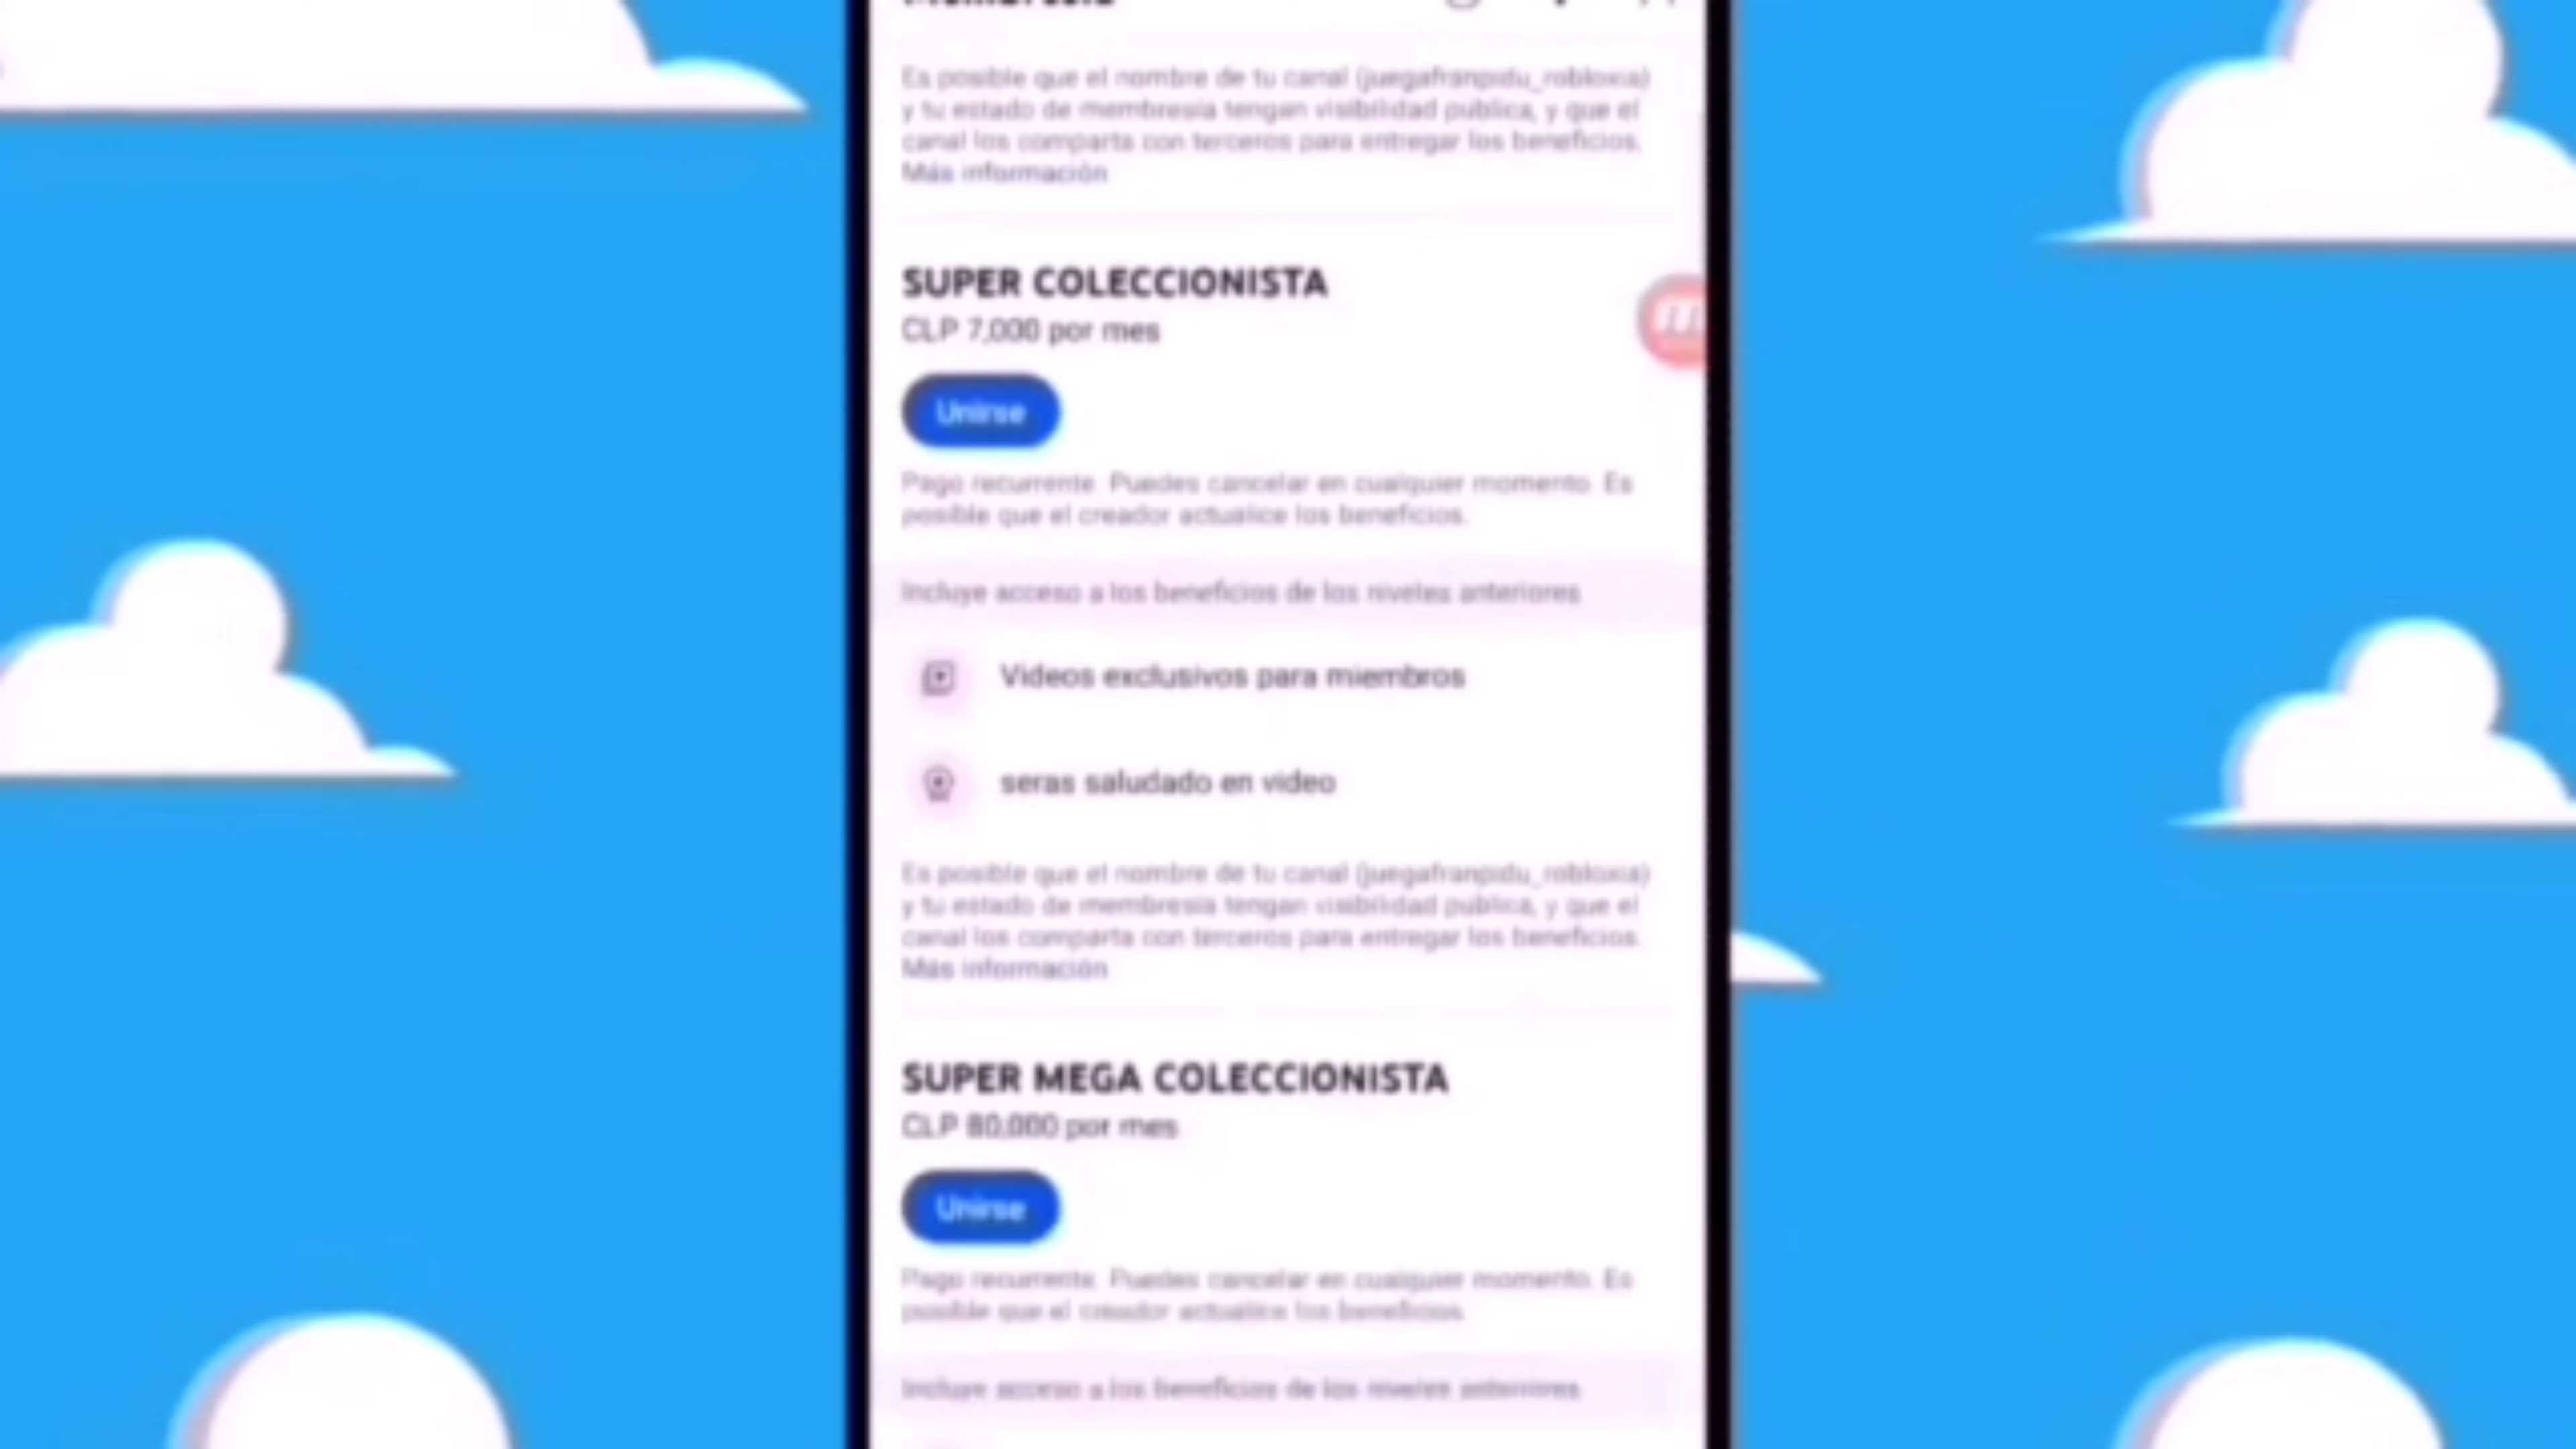 Es posible que el nombre de tu canal (juegafranpidu_robloxia)
y tu estado de membresía tengan visibilidad pública, y que el
canal los comparta con terceros para entregar los beneficios.
Más información
SUPER COLECCIONISTA
CLP 7,000 por mes
Unirse
Pago recurrente. Puedes cancelar en cualquier momento. Es
posible que el creador actualice los beneficios.
Incluye acceso a los beneficios de los niveles anteriores
Videos exclusivos para miembros
seras saludado en video
Es posible que el nombre de tu canal (juegafranpidu_robloxia)
y tu estado de membresía tengan visibilidad pública, y que el
canal los comparta con terceros para entregar los beneficios.
Más información
SUPER MEGA COLECCIONISTA
CLP 80,000 por mes
Unirse
Pago recurrente. Puedes cancelar en cualquier momento. Es
posible que el creador actualice los beneficios.
Incluye acceso a los beneficios de los niveles anteriores